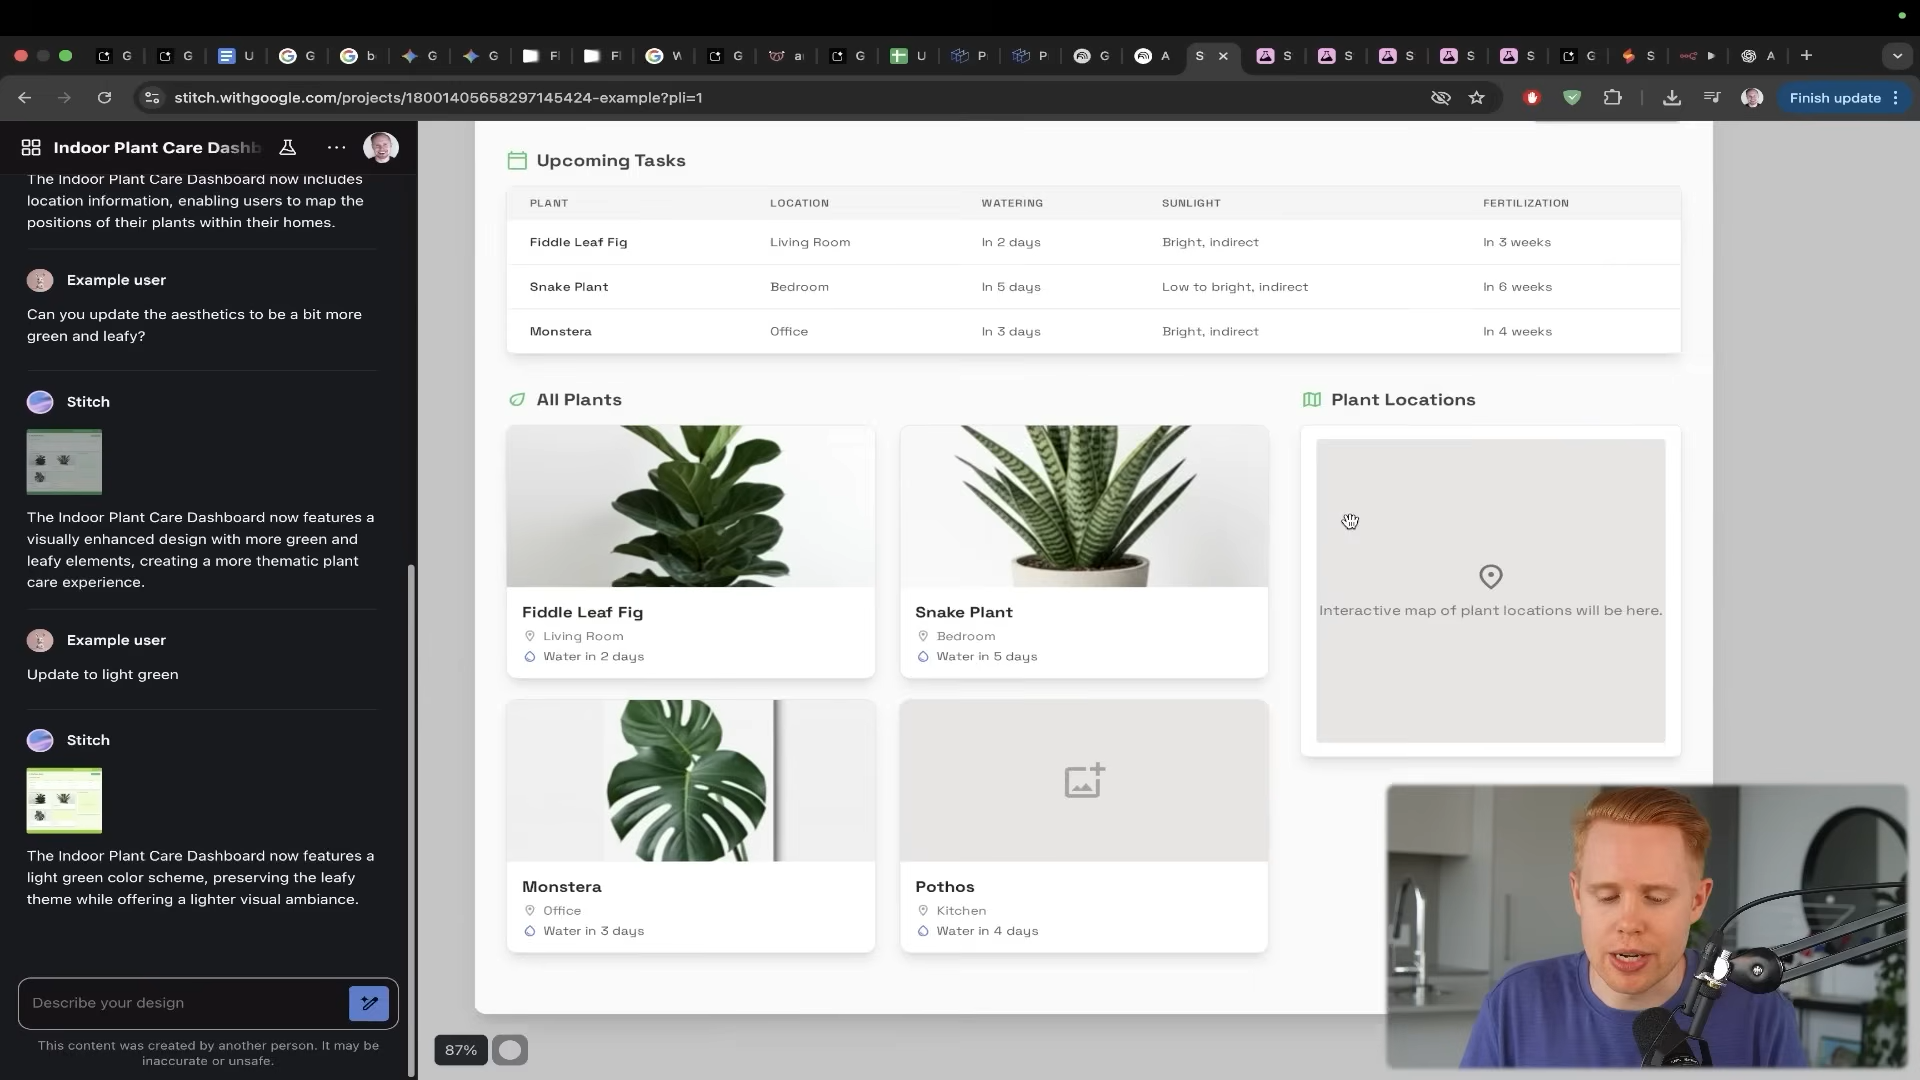 G
G
U
G
b
G
G
Fl
Fl
W
G
a
G
U
P
P
G
A
S
S
S
S
S
S
G
S
A
stitch.withgoogle.com/projects/18001405658297145424-example?pli=1
Finish update
Indoor Plant Care Dashb
The Indoor Plant Care Dashboard now includes
location information, enabling users to map the
positions of their plants within their homes.
Example user
Can you update the aesthetics to be a bit more
green and leafy?
Stitch
The Indoor Plant Care Dashboard now features a
visually enhanced design with more green and
leafy elements, creating a more thematic plant
care experience.
Example user
Update to light green
Stitch
The Indoor Plant Care Dashboard now features a
light green color scheme, preserving the leafy
theme while offering a lighter visual ambiance.
Describe your design
This content was created by another person. It may be
inaccurate or unsafe.
Upcoming Tasks
PLANT LOCATION WATERING SUNLIGHT FERTILIZATION
Fiddle Leaf Fig Living Room In 2 days Bright, indirect In 3 weeks
Snake Plant Bedroom In 5 days Low to bright, indirect In 6 weeks
Monstera Office In 3 days Bright, indirect In 4 weeks
All Plants
Fiddle Leaf Fig
Living Room
Water in 2 days
Snake Plant
Bedroom
Water in 5 days
Monstera
Office
Water in 3 days
Pothos
Kitchen
Water in 4 days
Plant Locations
Interactive map of plant locations will be here.
87%